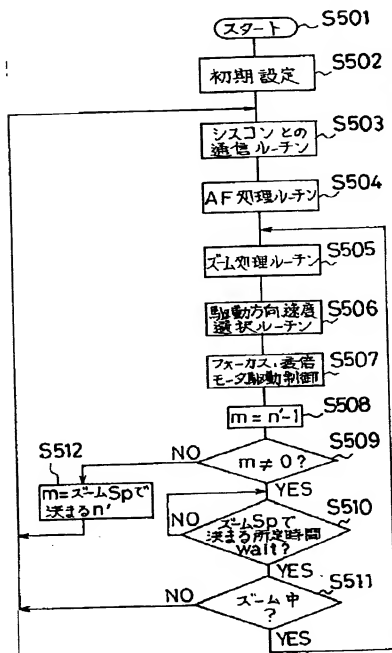 スタート
S501
初期設定
S502
シスコンとの
通信ルーチン
S503
AF処理ルーチン
S504
ズーム処理ルーチン
S505
駆動方向,速度
選択ルーチン
S506
フォーカス,変倍
モータ駆動制御
S507
m=n'-1
S508
m≠0?
S509
NO
YES
S512
m=ズームSpで
決まるn'
ズームSpで
決まる所定時間
wait?
S510
NO
YES
ズーム中
?
S511
NO
YES